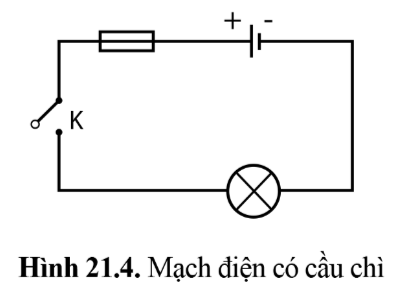 + -
K
Hình 21.4. Mạch điện có cầu chì